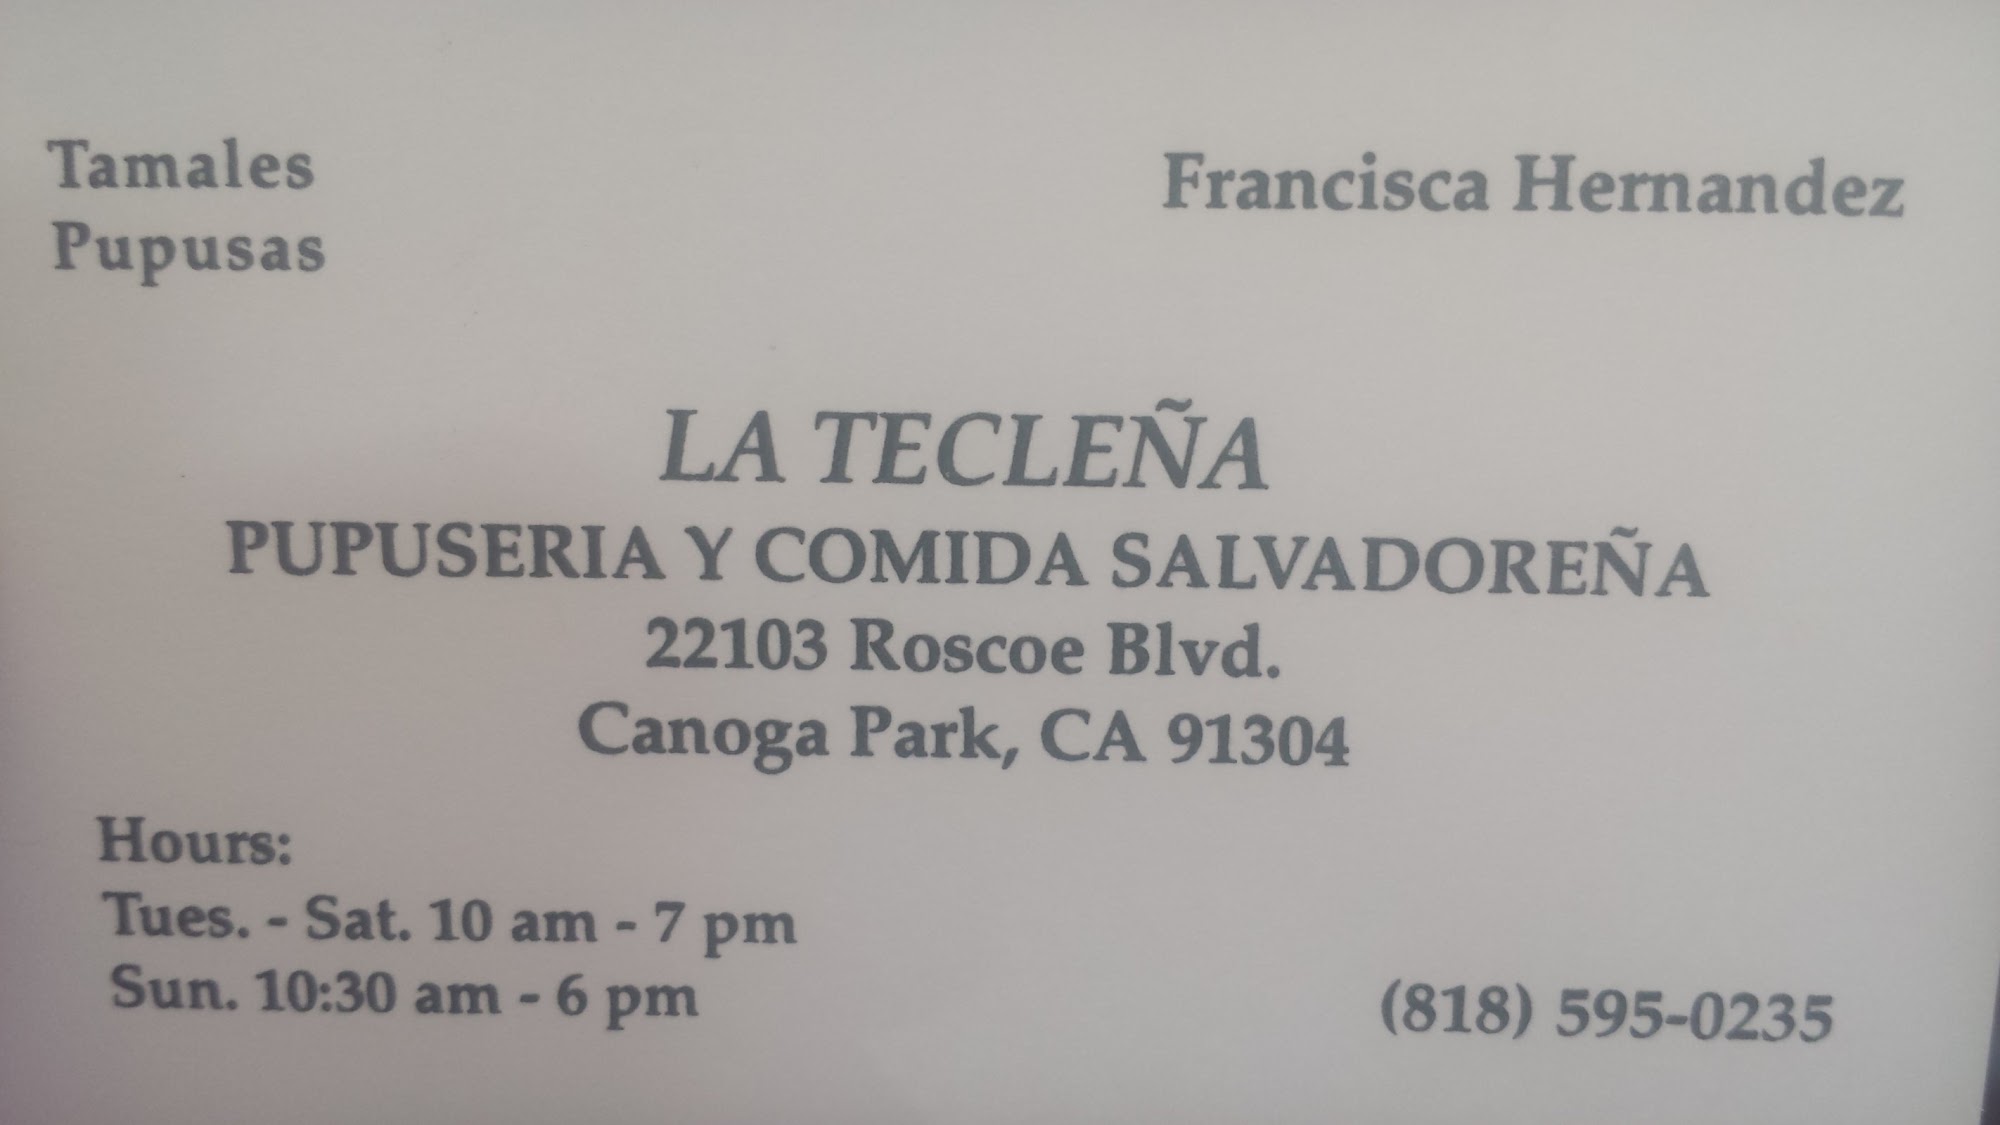 Tamales
Pupusas
Francisca Hernandez
LA TECLEÑA
PUPUSERIA Y COMIDA SALVADOREÑA
22103 Roscoe Blvd.
Canoga Park, CA 91304
Hours:
Tues. - Sat. 10 am - 7 pm
Sun. 10:30 am - 6 pm
(818) 595-0235